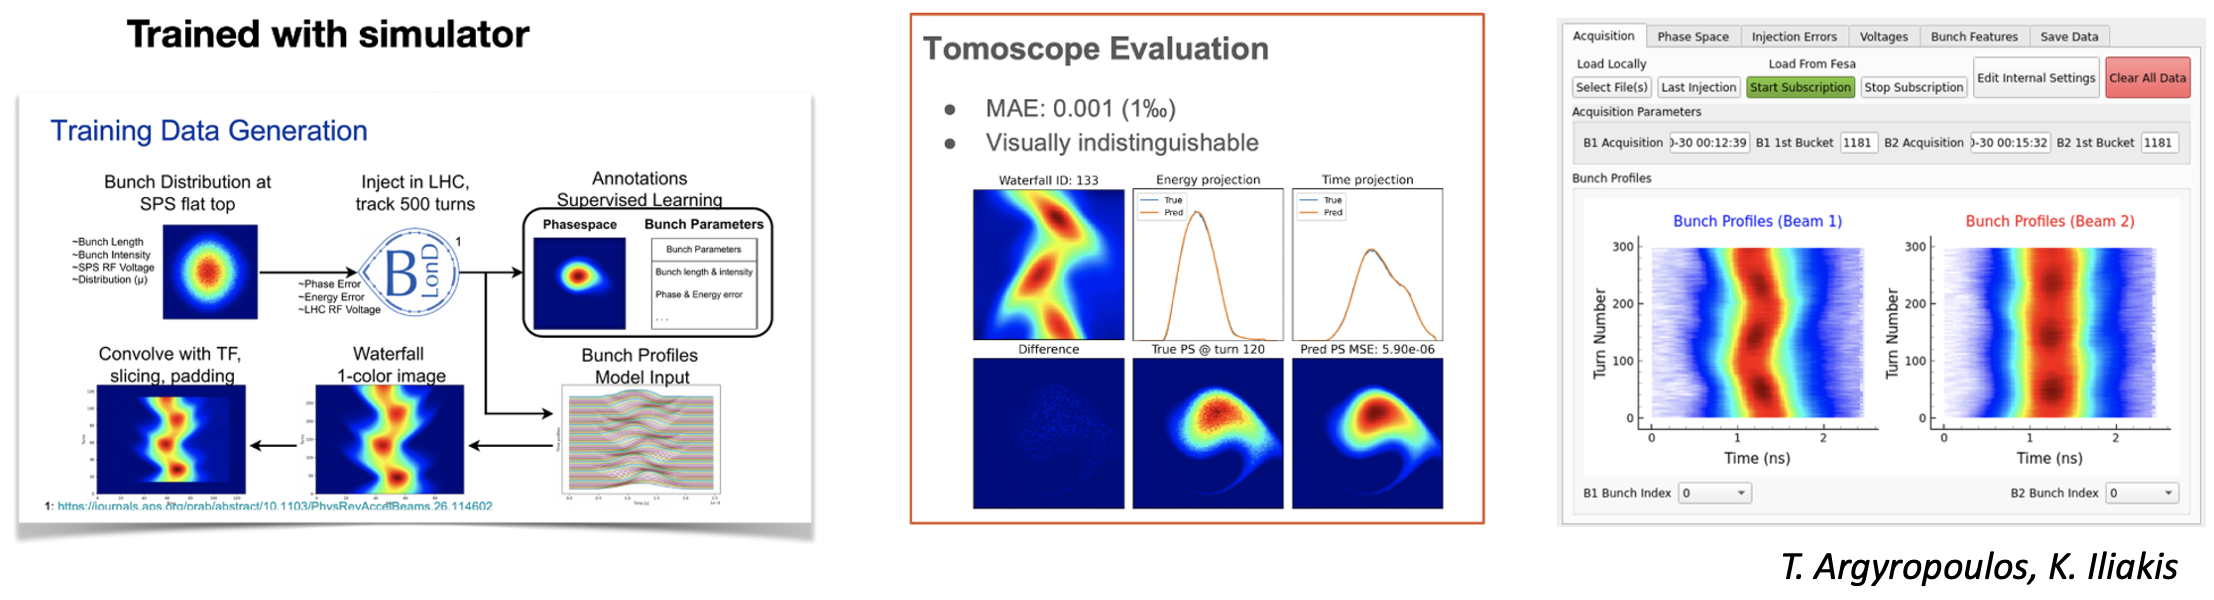 Trained with simulator
Training Data Generation
Bunch Distribution at
SPS flat top
~Bunch Length
~Bunch Intensity
~SPS RF Voltage
~Distribution (μ)
Inject in LHC,
track 500 turns
B
LonD
1
~Phase Error
~Energy Error
~LHC RF Voltage
Annotations
Supervised Learning
Phasespace
Bunch Parameters
Bunch Parameters
Bunch length & intensity
Phase & Energy error
. . .
Convolve with TF,
slicing, padding
Waterfall
1-color image
Bunch Profiles
Model Input
1: https://journals.aps.org/prab/abstract/10.1103/PhysRevAccelBeams.26.114602
Tomoscope Evaluation
● MAE: 0.001 (1‰)
● Visually indistinguishable
Waterfall ID: 133
Energy projection
True
Pred
Time projection
True
Pred
Difference
True PS @ turn 120
Pred PS MSE: 5.90e-06
Acquisition Phase Space Injection Errors Voltages Bunch Features Save Data
Load Locally
Load From Fesa
Select File(s) Last Injection Start Subscription Stop Subscription Edit Internal Settings Clear All Data
Acquisition Parameters
B1 Acquisition 0-30 00:12:39 B1 1st Bucket 1181 B2 Acquisition 0-30 00:15:32 B2 1st Bucket 1181
Bunch Profiles
Bunch Profiles (Beam 1)
Turn Number
300
200
100
0
0 1 2
Time (ns)
Bunch Profiles (Beam 2)
Turn Number
300
200
100
0
0 1 2
Time (ns)
B1 Bunch Index 0
B2 Bunch Index 0
T. Argyropoulos, K. Iliakis